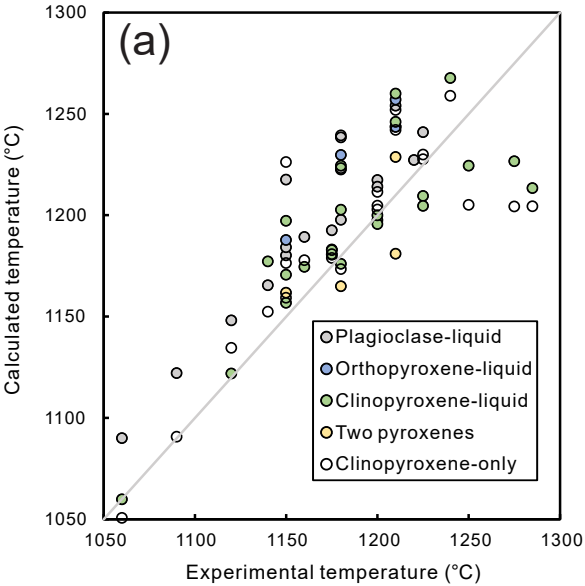 (a)
1300
1250
1200
1150
1100
1050
Calculated temperature (°C)
Plagioclase-liquid
Orthopyroxene-liquid
Clinopyroxene-liquid
Two pyroxenes
Clinopyroxene-only
1050 1100 1150 1200 1250 1300
Experimental temperature (°C)